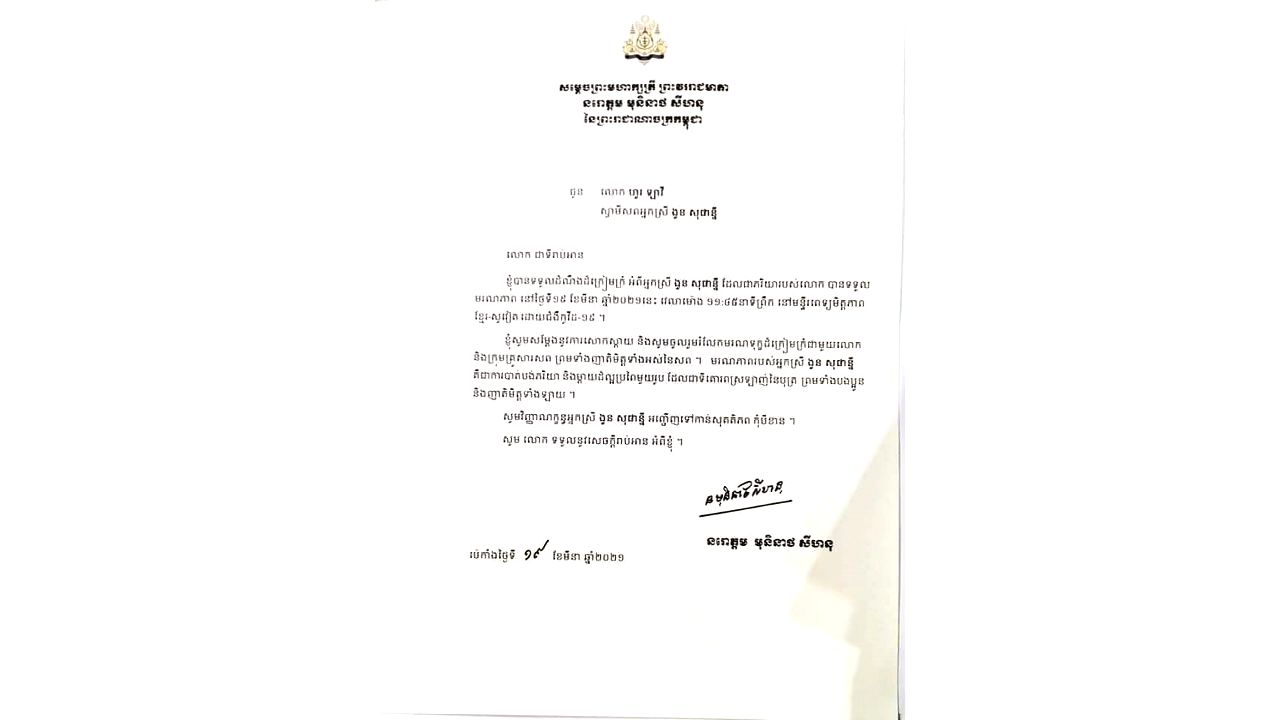 សម្តេចព្រះមហាក្សត្រី ព្រះវររាជមាតា
នរោត្តម មុនិនាថ សីហនុ
នៃព្រះរាជាណាចក្រកម្ពុជា
ជូន លោក ហួរ ឡាវី
ស្វាមីសពអ្នកស្រី ងួន សុជានី្ន
លោក ជាទីរាប់អាន
ខ្ញុំបានទទួលដំណឹងដ៏ក្រៀមក្រំ អំពីអ្នកស្រី ងួន សុជានី្ន ដែលជាភរិយារបស់លោក បានទទួល
មរណភាព នៅថ្ងៃទី១៩ ខែមីនា ឆ្នាំ២០២១នេះ វេលាម៉ោង ១១:៤៥នាទីព្រឹក នៅមន្ទីរពេទ្យមិត្តភាព
ខ្មែរ-សូវៀត ដោយជំងឺកូវីដ-១៩ ។
ខ្ញុំសូមសម្តែងនូវការសោកស្តាយ និងសូមចូលរួមរំលែកមរណទុក្ខដ៏ក្រៀមក្រំជាមួយលោក
និងក្រុមគ្រួសារសព ព្រមទាំងញាតិមិត្តទាំងអស់នៃសព ។ មរណភាពរបស់អ្នកស្រី ងួន សុជានី្ន
គឺជាការបាត់បង់ភរិយា និងម្តាយដ៏ល្អប្រពៃមួយរូប ដែលជាទីគោរពស្រឡាញ់នៃបុត្រ ព្រមទាំងបងប្អូន
និងញាតិមិត្តទាំងឡាយ ។
សូមវិញ្ញាណក្ខន្ធអ្នកស្រី ងួន សុជានី្ន អញ្ជើញទៅកាន់សុគតិភព កុំបីខាន ។
សូម លោក ទទួលនូវសេចក្តីរាប់អាន អំពីខ្ញុំ ។
ន មុនិនាថ សីហនុ
នរោត្តម មុនិនាថ សីហនុ
ប៉េកាំងថ្ងៃទី ១៩ ខែមីនា ឆ្នាំ២០២១